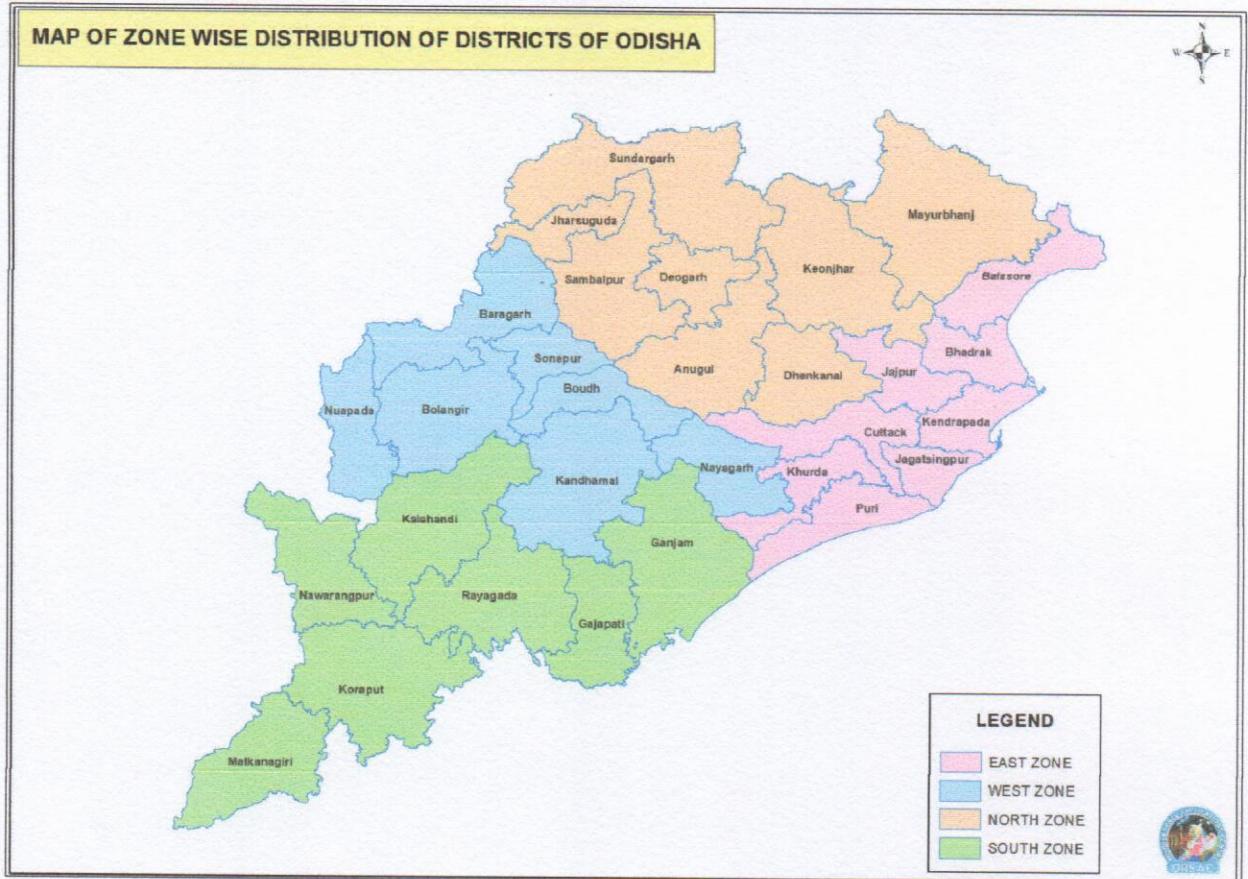 MAP OF ZONE WISE DISTRIBUTION OF DISTRICTS OF ODISHA
N
W E
S
Sundargarh
Jharsuguda
Mayurbhanj
Sambalpur
Deogarh
Keonjhar
Balasore
Baragarh
Sonepur
Anugul
Dhenkanal
Jajpur
Bhadrak
Nuapada
Bolangir
Boudh
Cuttack
Kendrapada
Nayagarh
Khurda
Jagatsingpur
Kandhamal
Puri
Kalahandi
Ganjam
Nawarangpur
Rayagada
Gajapati
Koraput
Malkanagiri
LEGEND
EAST ZONE
WEST ZONE
NORTH ZONE
SOUTH ZONE
ORSAC